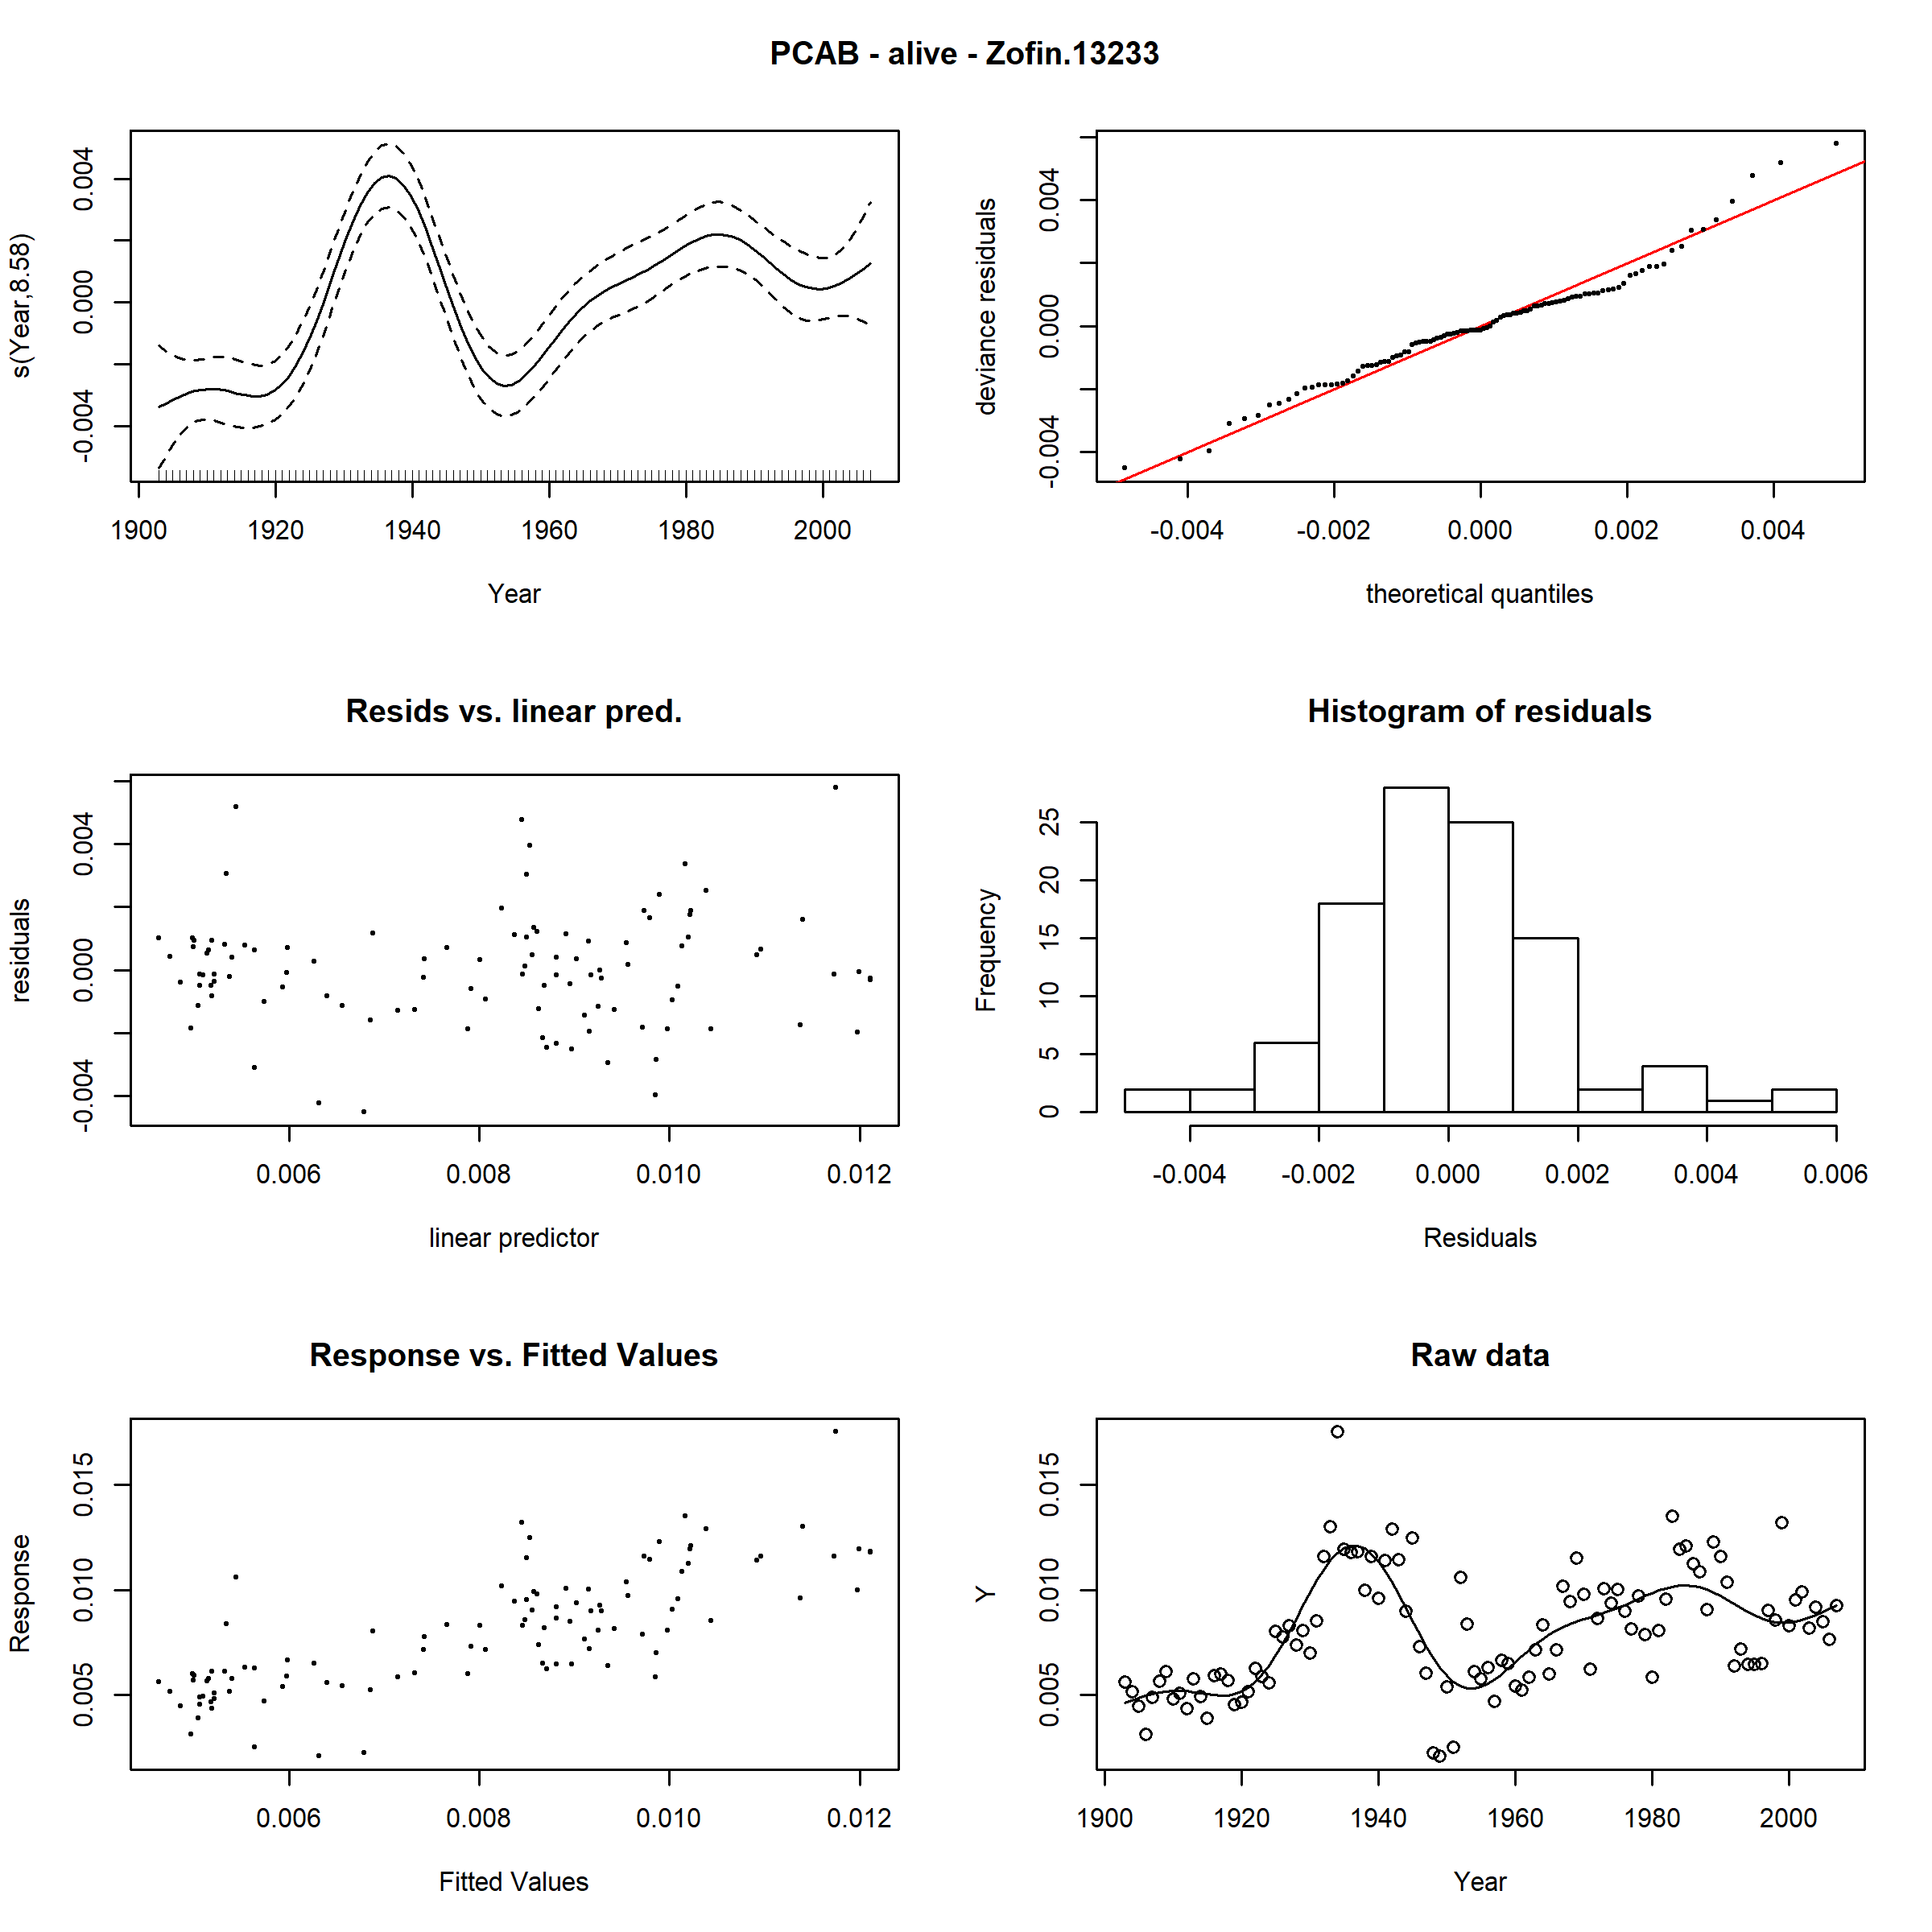 PCAB - alive - Zofin.13233
s(Year,8.58)
-0.004 0.000 0.004
1900 1920 1940 1960 1980 2000
Year
deviance residuals
-0.004 0.000 0.004
-0.004 -0.002 0.000 0.002 0.004
theoretical quantiles
Resids vs. linear pred.
residuals
-0.004 0.000 0.004
0.006 0.008 0.010 0.012
linear predictor
Histogram of residuals
Frequency
0 5 10 15 20 25
-0.004 -0.002 0.000 0.002 0.004 0.006
Residuals
Response vs. Fitted Values
Response
0.005 0.010 0.015
0.006 0.008 0.010 0.012
Fitted Values
Raw data
Y
0.005 0.010 0.015
1900 1920 1940 1960 1980 2000
Year